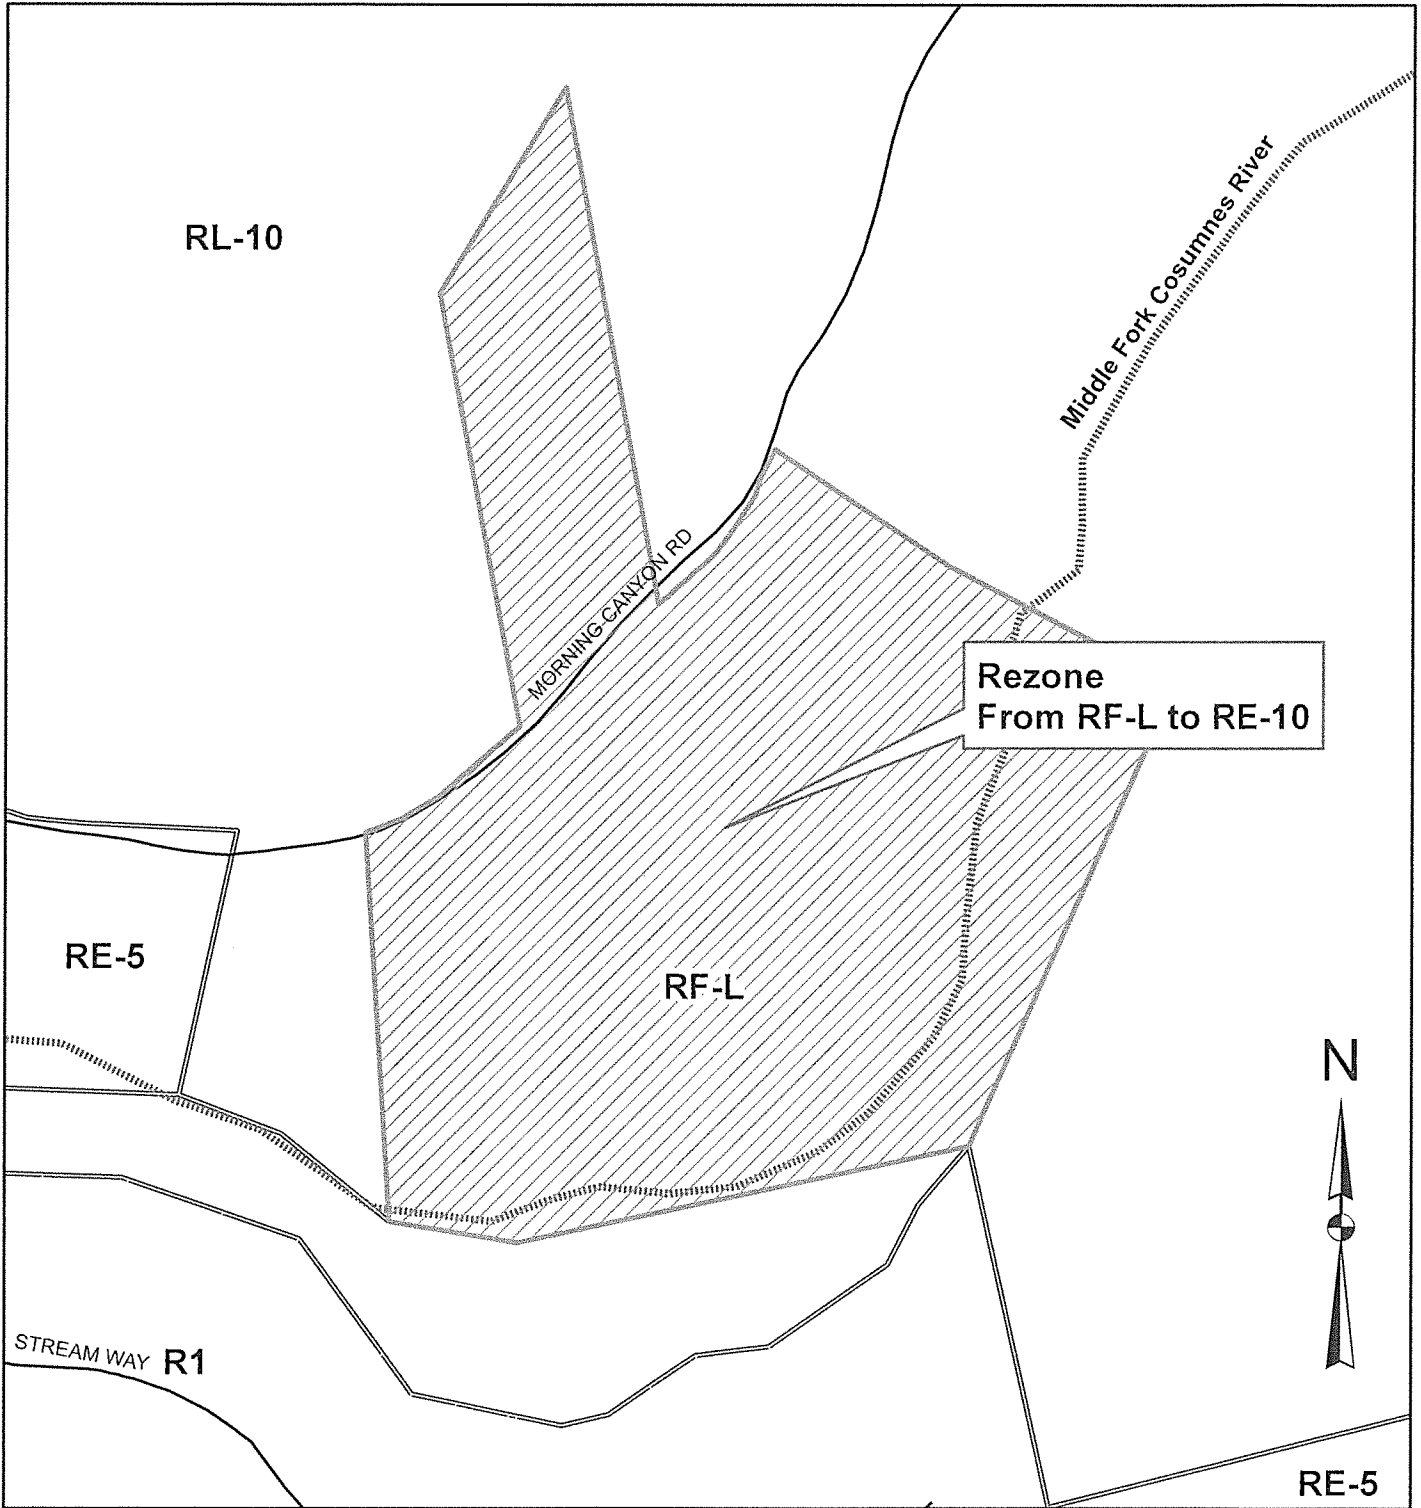 RL-10
Middle Fork Cosumnes River
MORNING CANYON RD
Rezone
From RF-L to RE-10
RE-5
RF-L
N
STREAM WAY
R1
RE-5